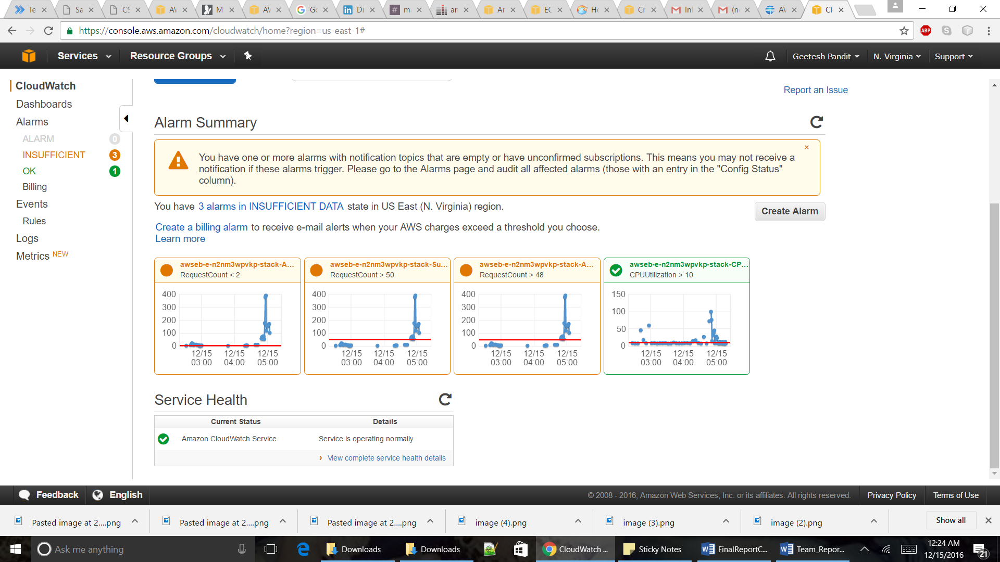 Te
Sa
CS
AV
M
AV
Gc
Di
m
an
Ar
EC
Hc
Cr
Inl
(n
AV
Cl
https://console.aws.amazon.com/cloudwatch/home?region=us-east-1#
ABP
Services
Resource Groups
Geetesh Pandit
N. Virginia
Support
CloudWatch
Dashboards
Alarms
ALARM 0
INSUFFICIENT 3
OK 1
Billing
Events
Rules
Logs
Metrics NEW
Report an Issue
Alarm Summary
You have one or more alarms with notification topics that are empty or have unconfirmed subscriptions. This means you may not receive a
notification if these alarms trigger. Please go to the Alarms page and audit all affected alarms (those with an entry in the "Config Status"
column).
You have 3 alarms in INSUFFICIENT DATA state in US East (N. Virginia) region.
Create Alarm
Create a billing alarm to receive e-mail alerts when your AWS charges exceed a threshold you choose.
Learn more
awseb-e-n2nm3wpvkp-stack-A...
RequestCount < 2
400
300
200
100
0
12/15 12/15 12/15
03:00 04:00 05:00
awseb-e-n2nm3wpvkp-stack-Su...
RequestCount > 50
400
300
200
100
0
12/15 12/15 12/15
03:00 04:00 05:00
awseb-e-n2nm3wpvkp-stack-A...
RequestCount > 48
400
300
200
100
0
12/15 12/15 12/15
03:00 04:00 05:00
awseb-e-n2nm3wpvkp-stack-CP...
CPUUtilization > 10
150
100
50
0
12/15 12/15 12/15
03:00 04:00 05:00
Service Health
Current Status Details
Amazon CloudWatch Service Service is operating normally
View complete service health details
Feedback
English
© 2008 - 2016, Amazon Web Services, Inc. or its affiliates. All rights reserved.
Privacy Policy
Terms of Use
Pasted image at 2....png
Pasted image at 2....png
Pasted image at 2....png
image (4).png
image (3).png
image (2).png
Show all
Ask me anything
Downloads
Downloads
CloudWatch ...
Sticky Notes
FinalReportC...
Team_Repor...
12:24 AM
12/15/2016
21